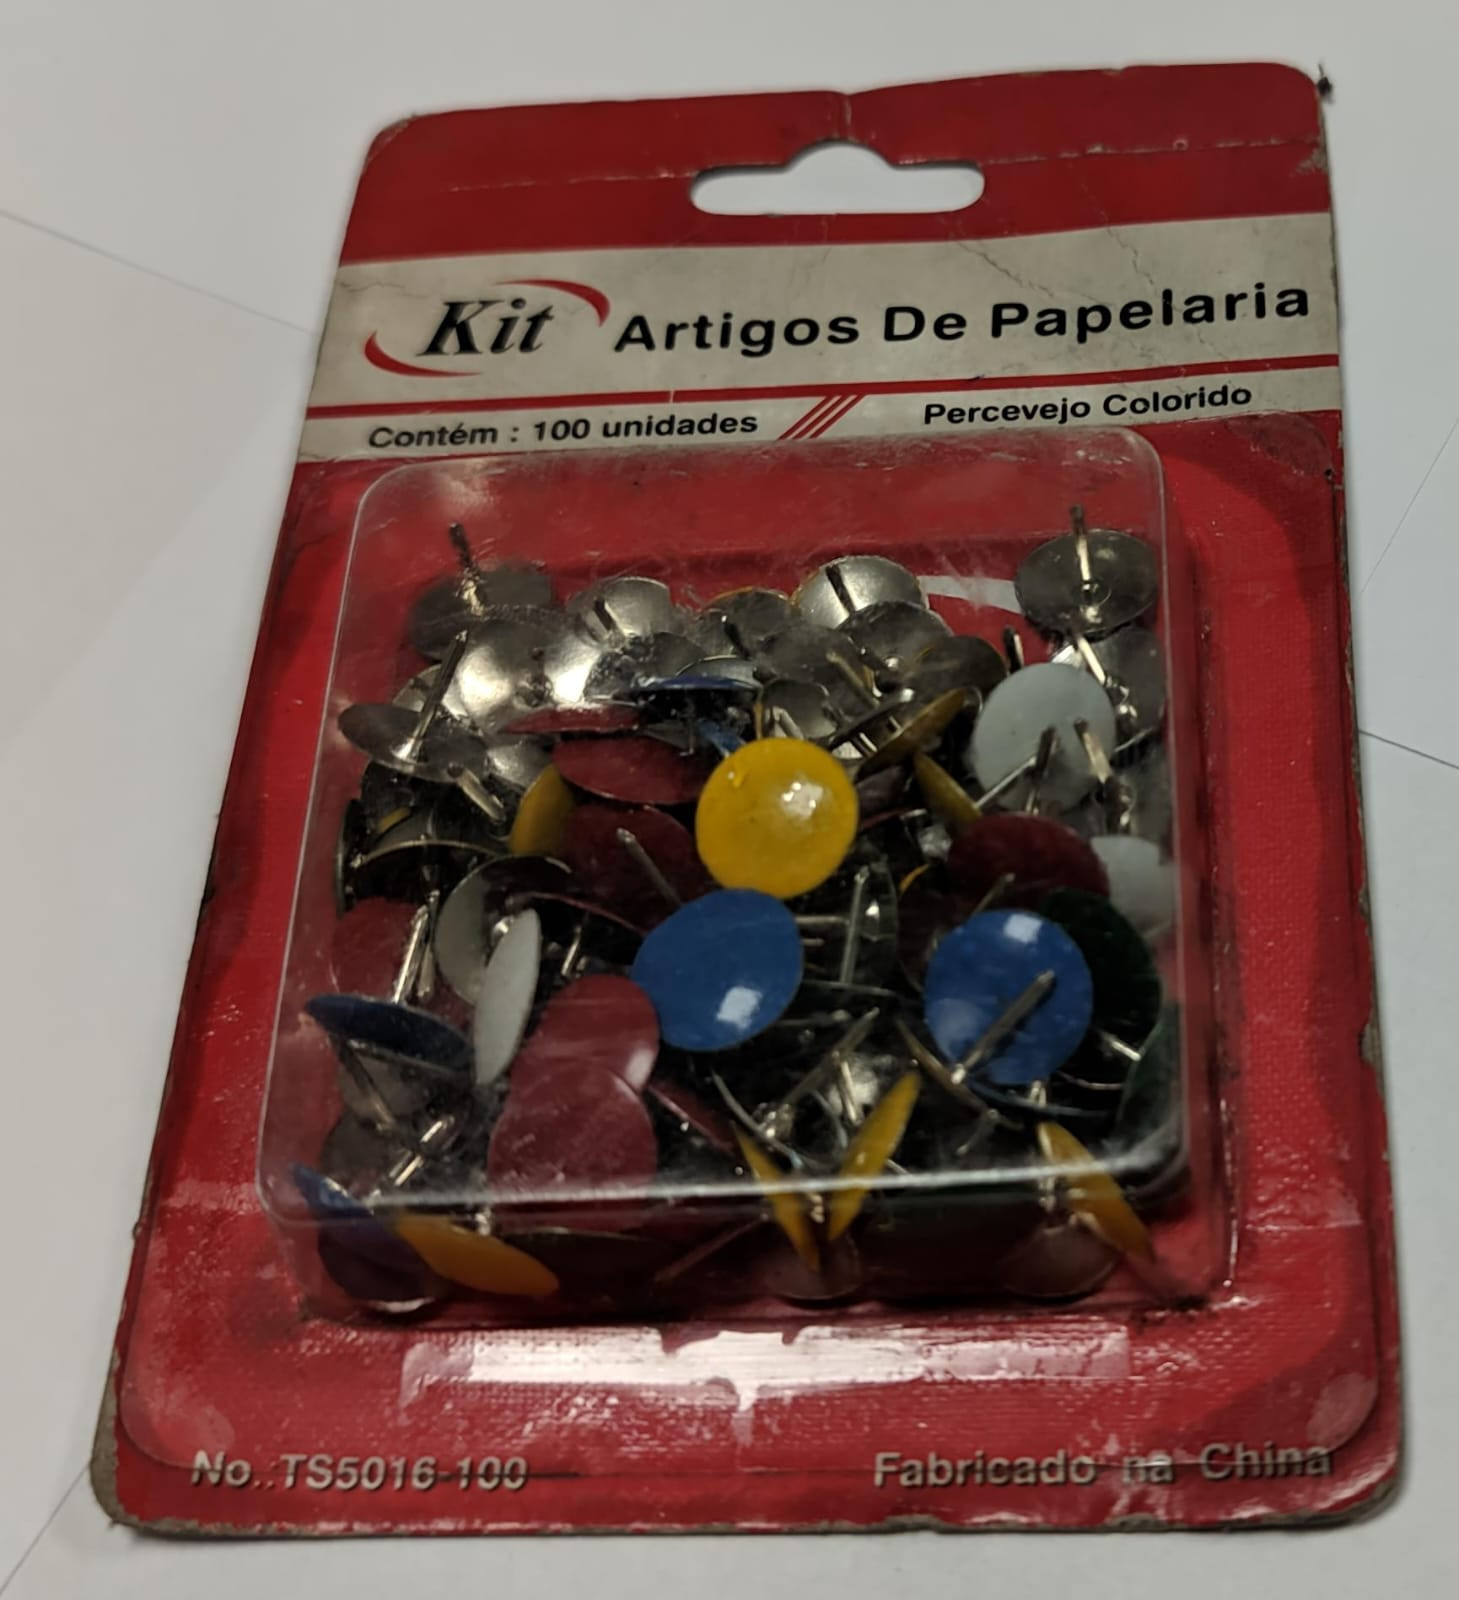 Kit Artigos De Papelaria
Contém : 100 unidades
Percevejo Colorido
No.:TS5016-100
Fabricado na China